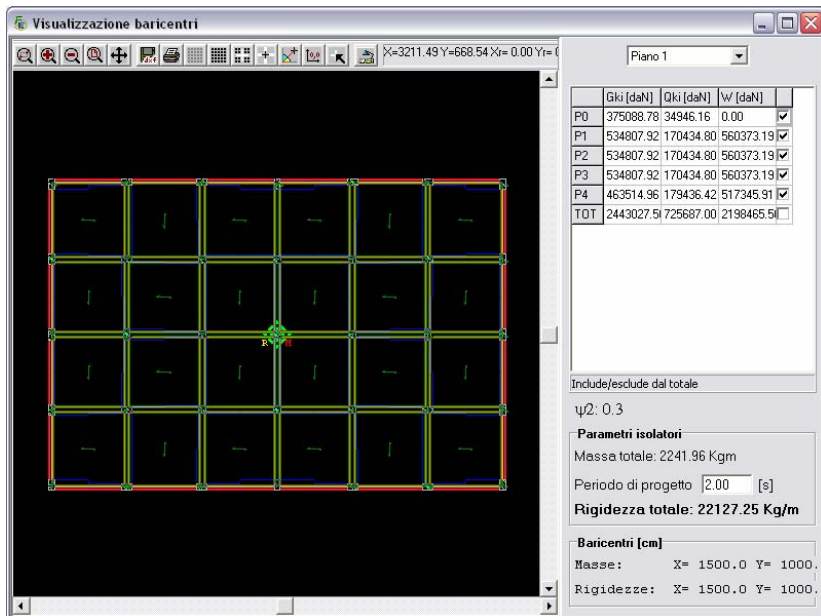 Visualizzazione baricentri
X=3211.49 Y=668.54 Xr= 0.00 Yr=
Piano 1
Gki [daN] Qki [daN] W [daN]
P0 375088.78 34946.16 0.00
P1 534807.92 170434.80 560373.19
P2 534807.92 170434.80 560373.19
P3 534807.92 170434.80 560373.19
P4 463514.96 179436.42 517345.91
TOT 2443027.5 725687.00 2198465.5
R M
Include/esclude dal totale
ψ2: 0.3
Parametri isolatori
Massa totale: 2241.96 Kgm
Periodo di progetto 2.00 [s]
Rigidezza totale: 22127.25 Kg/m
Baricentri [cm]
Masse: X= 1500.0 Y= 1000.
Rigidezze: X= 1500.0 Y= 1000.